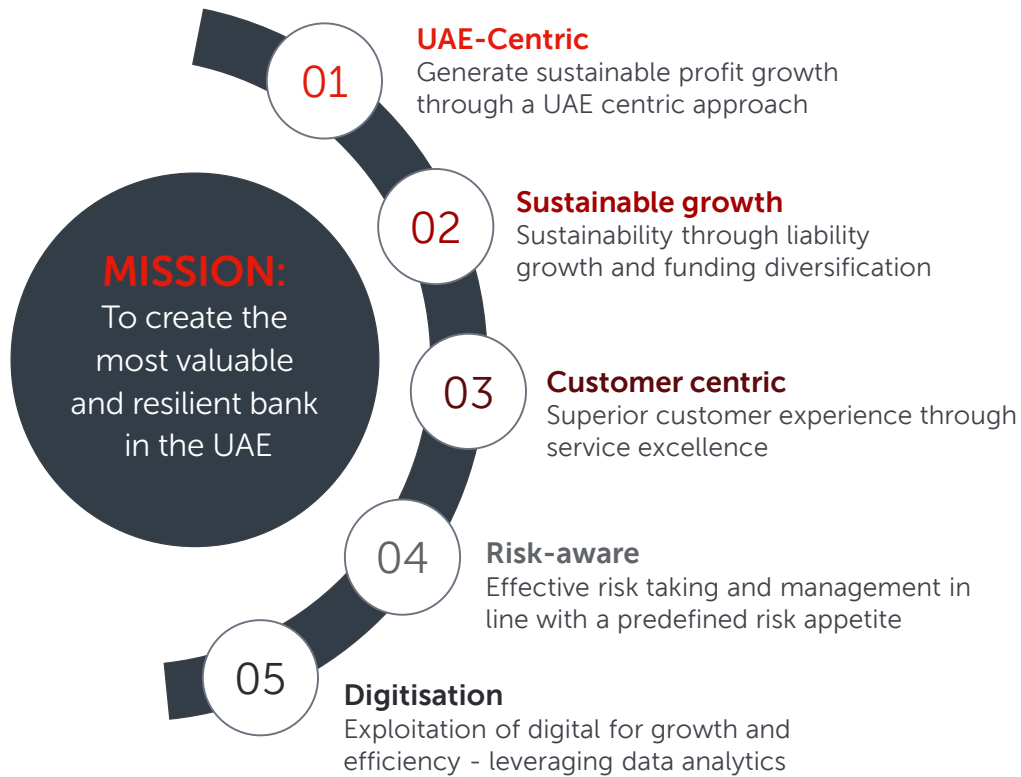 01
UAE-Centric
Generate sustainable profit growth
through a UAE centric approach
02
Sustainable growth
Sustainability through liability
growth and funding diversification
MISSION:
To create the
most valuable
and resilient bank
in the UAE
03
Customer centric
Superior customer experience through
service excellence
04
Risk-aware
Effective risk taking and management in
line with a predefined risk appetite
05
Digitisation
Exploitation of digital for growth and
efficiency - leveraging data analytics